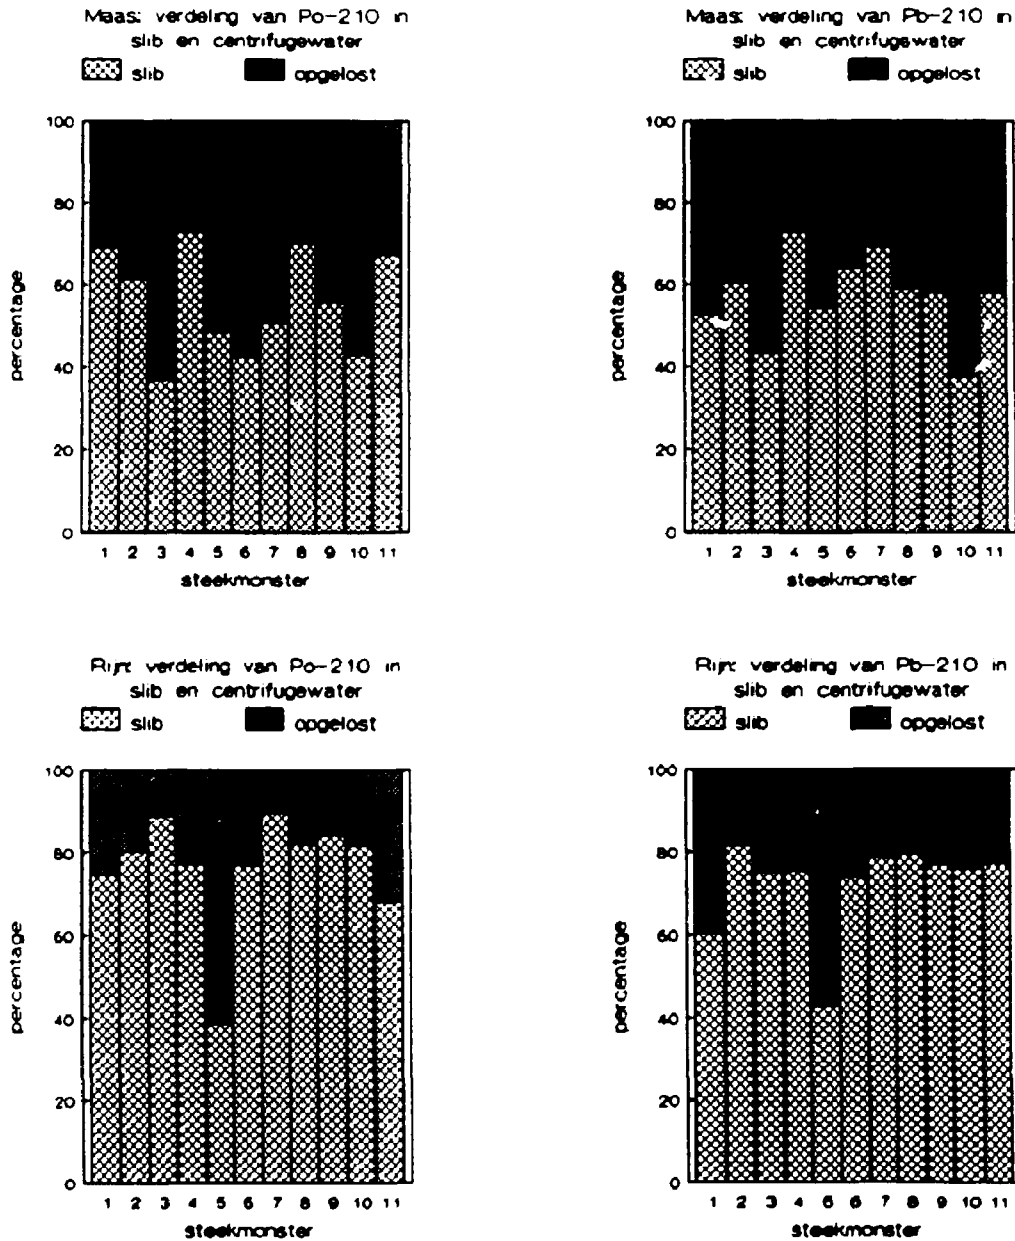 Maas: verdeling van Po-210 in
slib en centrifugewater
slib opgelost
100
80
60
40
20
0
percentage
1 2 3 4 5 6 7 8 9 10 11
steekmonster
Maas: verdeling van Pb-210 in
slib en centrifugewater
slib opgelost
100
80
60
40
20
0
percentage
1 2 3 4 5 6 7 8 9 10 11
steekmonster
Rijn: verdeling van Po-210 in
slib en centrifugewater
slib opgelost
100
80
60
40
20
0
percentage
1 2 3 4 5 6 7 8 9 10 11
steekmonster
Rijn: verdeling van Pb-210 in
slib en centrifugewater
slib opgelost
100
80
60
40
20
0
percentage
1 2 3 4 5 6 7 8 9 10 11
steekmonster